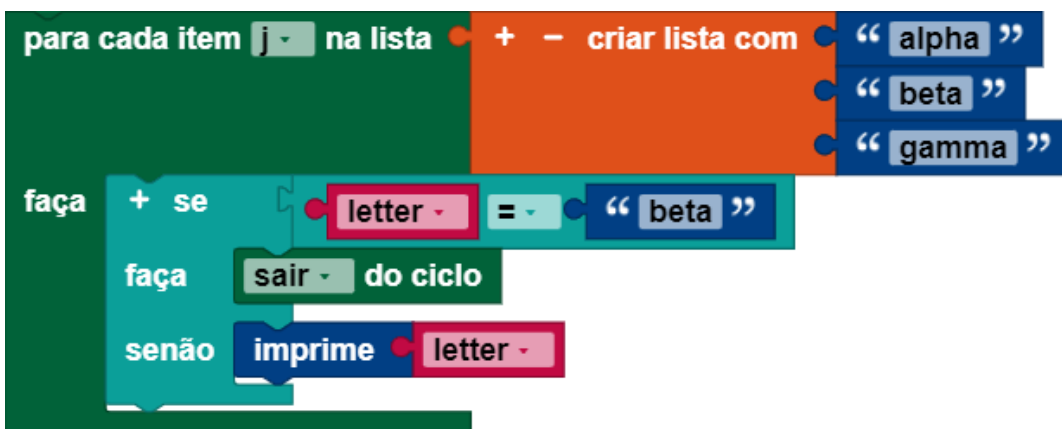 para cada item j na lista + − criar lista com “ alpha ”
“ beta ”
“ gamma ”
faça + se letter = “ beta ”
faça sair do ciclo
senão imprime letter